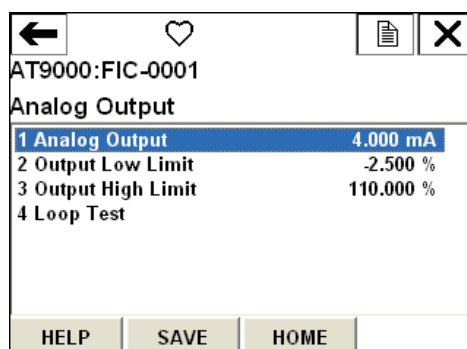 AT9000:FIC-0001
Analog Output
1 Analog Output 4.000 mA
2 Output Low Limit -2.500 %
3 Output High Limit 110.000 %
4 Loop Test
HELP SAVE HOME